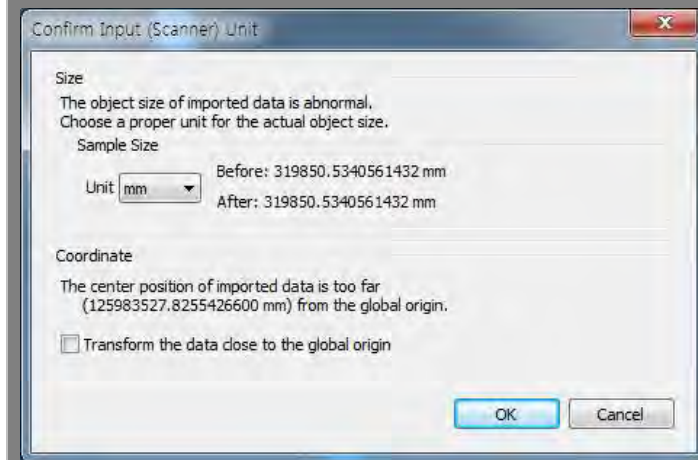 Confirm Input (Scanner) Unit
Size
The object size of imported data is abnormal.
Choose a proper unit for the actual object size.
Sample Size
Before: 319850.5340561432 mm
Unit mm
After: 319850.5340561432 mm
Coordinate
The center position of imported data is too far
(125983527.8255426600 mm) from the global origin.
Transform the data close to the global origin
OK Cancel